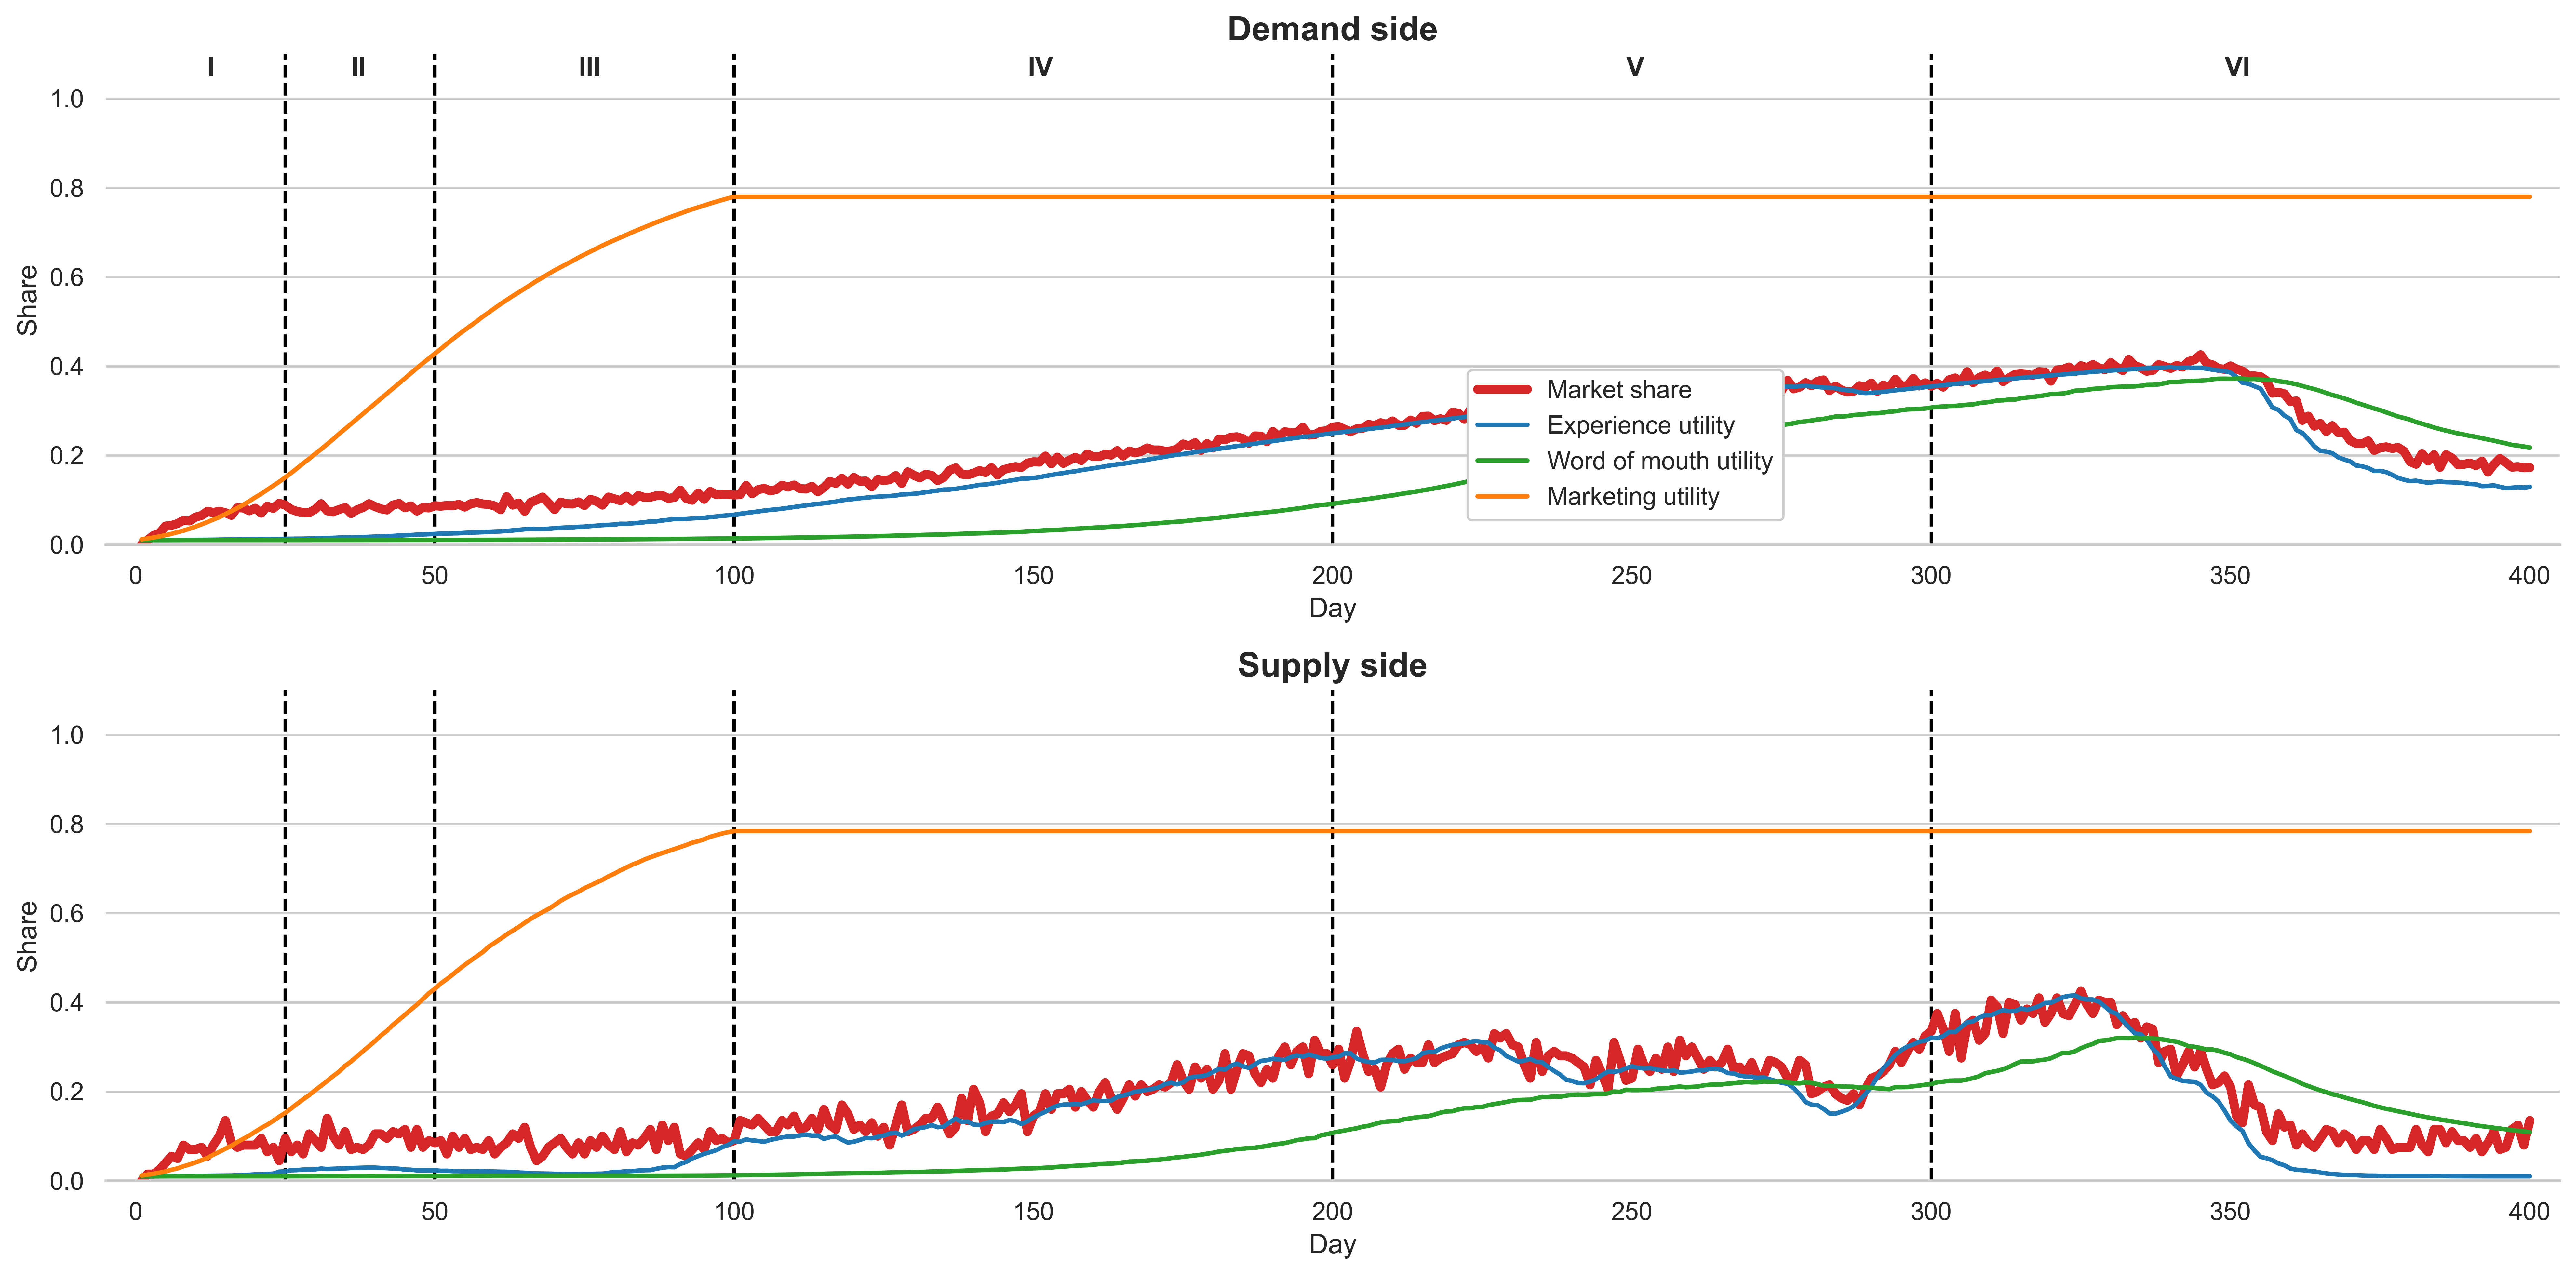 Demand side
I II III IV V VI
1.0
0.8
0.6
0.4
0.2
0.0
Share
Market share
Experience utility
Word of mouth utility
Marketing utility
0 50 100 150 200 250 300 350 400
Day
Supply side
1.0
0.8
0.6
0.4
0.2
0.0
Share
0 50 100 150 200 250 300 350 400
Day